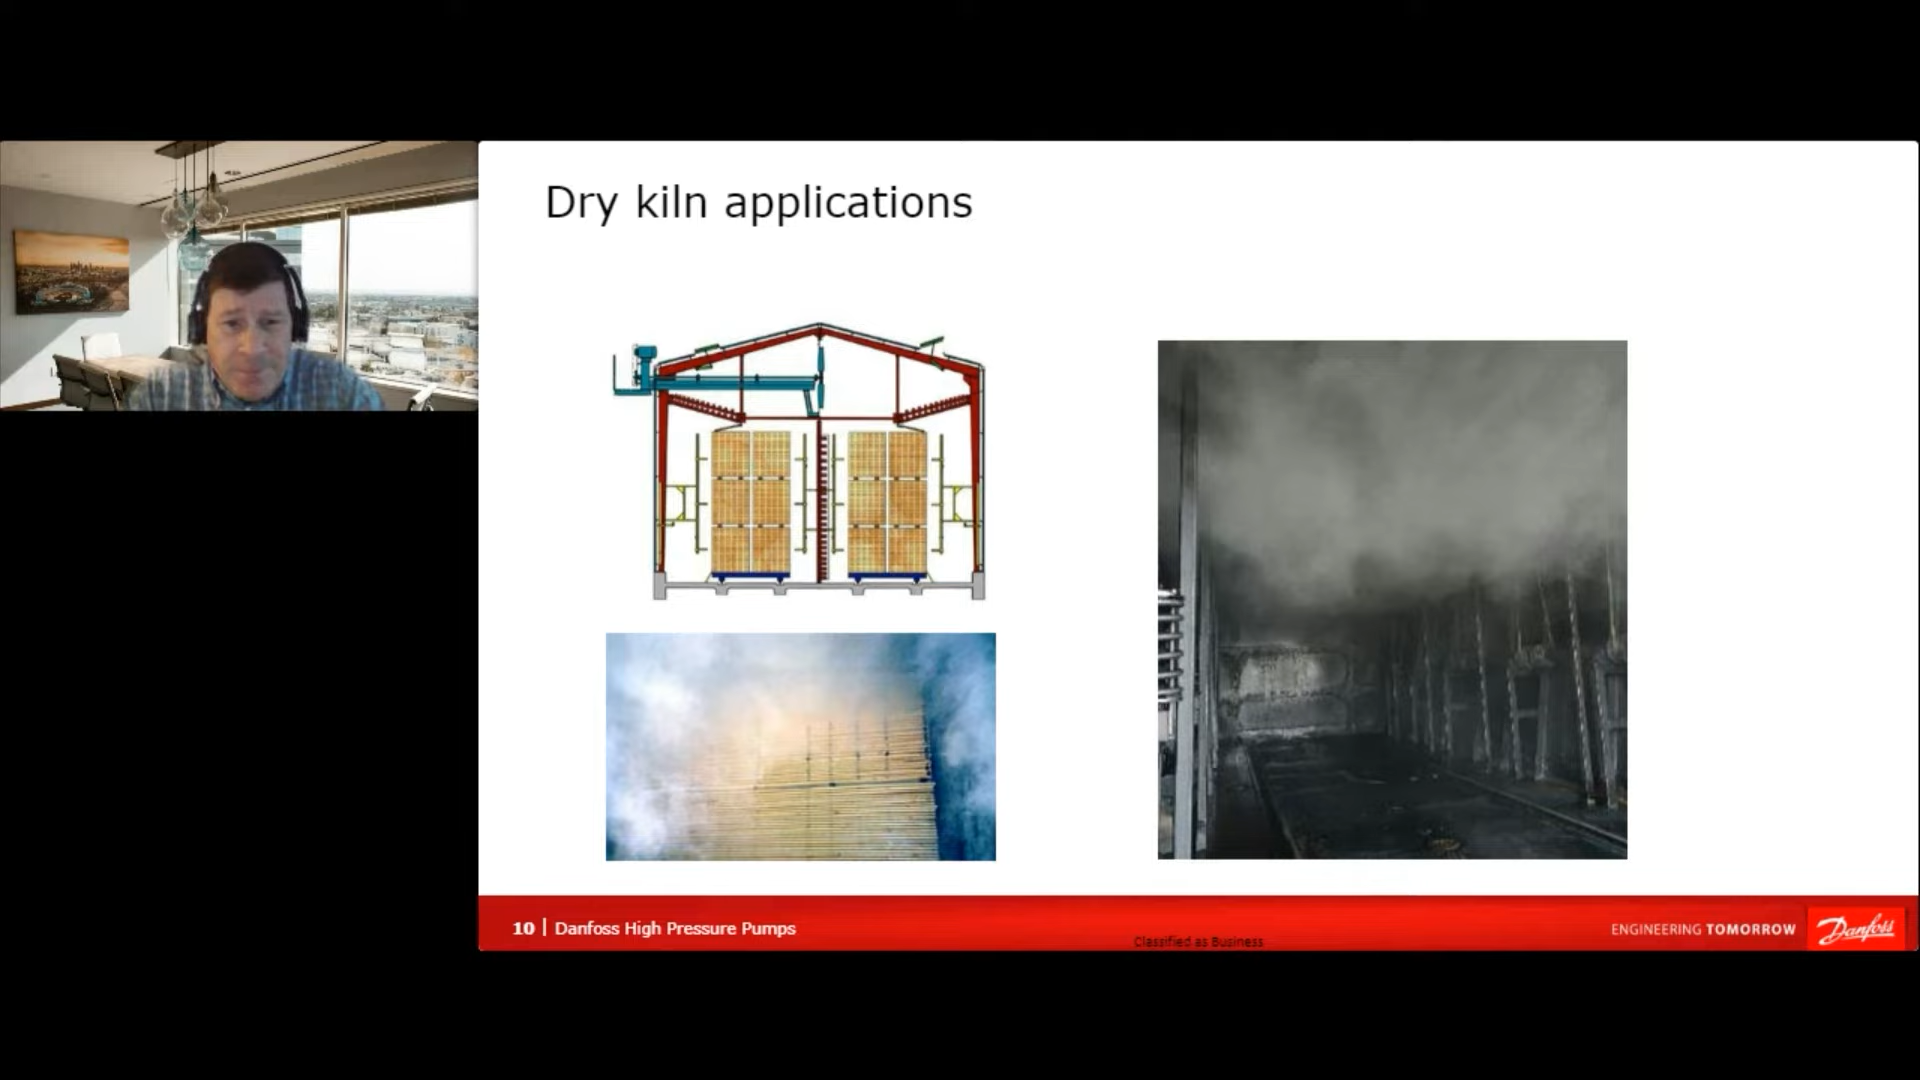 Dry kiln applications
10 | Danfoss High Pressure Pumps
Classified as Business
ENGINEERING TOMORROW
Danfoss